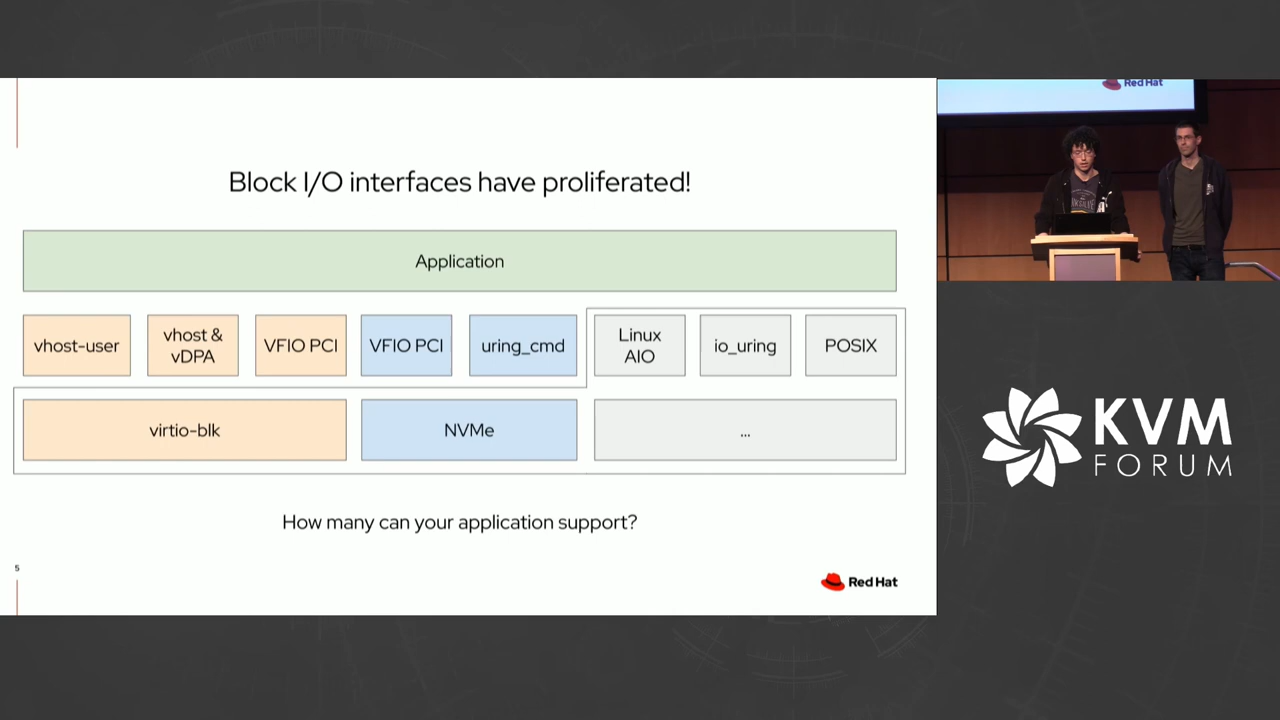 Block I/O interfaces have proliferated!
Application
vhost-user
vhost &
vDPA
VFIO PCI
VFIO PCI
uring_cmd
Linux
AIO
io_uring
POSIX
virtio-blk
NVMe
...
How many can your application support?
5
Red Hat
Red Hat
KVM
FORUM